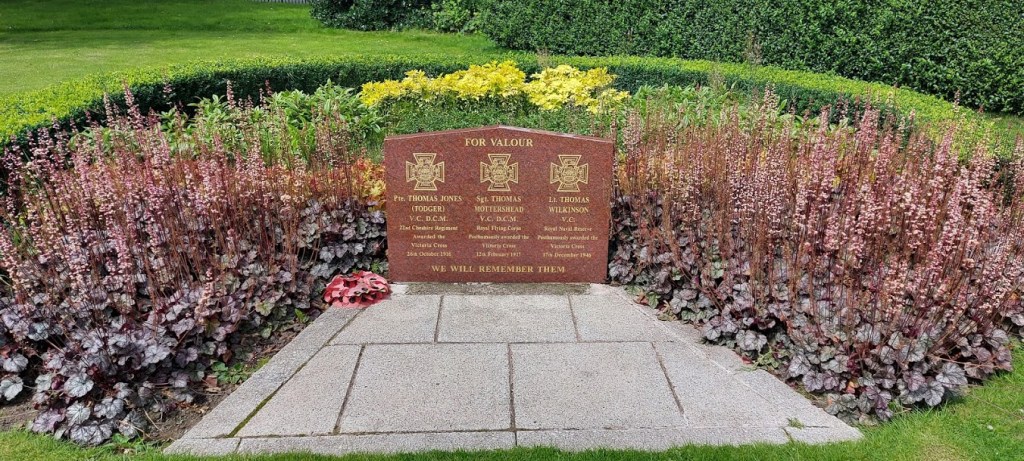 FOR VALOUR
Pte. THOMAS JONES
(TODGER)
V.C. D.C.M.
21st Cheshire Regiment
Awarded the
Victoria Cross
26th October 1916
Sgt. THOMAS
MOTTERSHEAD
V.C. D.C.M.
Royal Flying Corps
Posthumously awarded the
Victoria Cross
12th February 1917
Lt. THOMAS
WILKINSON
V.C.
Royal Naval Reserve
Posthumously awarded the
Victoria Cross
17th December 1946
WE WILL REMEMBER THEM